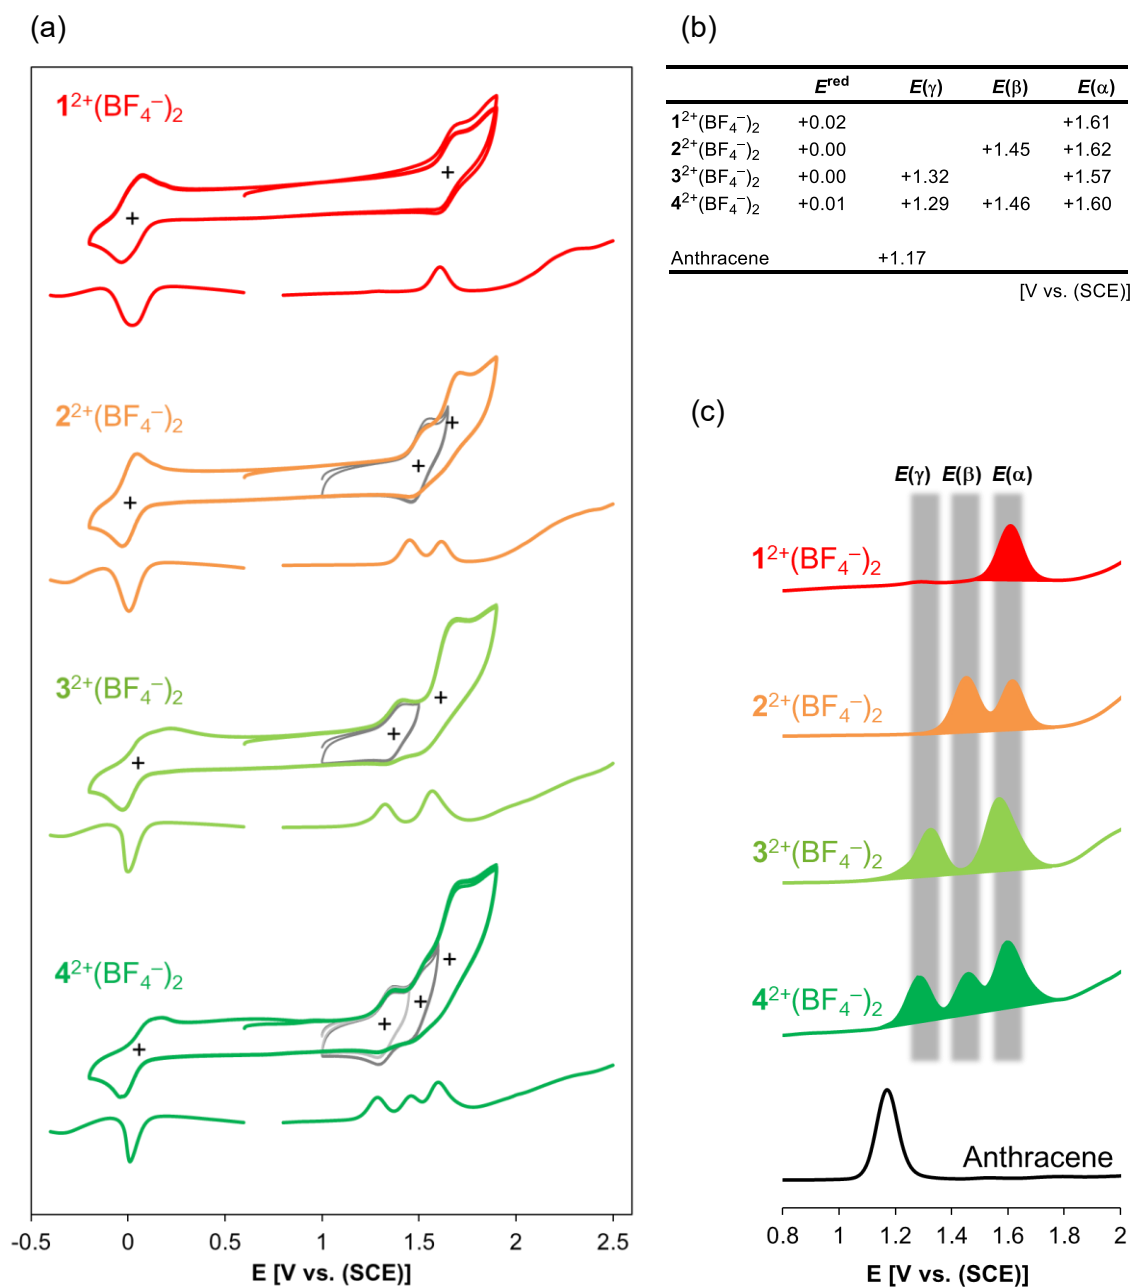 (a)
1²⁺(BF₄⁻)₂
2²⁺(BF₄⁻)₂
3²⁺(BF₄⁻)₂
4²⁺(BF₄⁻)₂
-0.5 0 0.5 1 1.5 2 2.5
E [V vs. (SCE)]
(b)
Eʳᵉᵈ E(γ) E(β) E(α)
1²⁺(BF₄⁻)₂ +0.02 +1.61
2²⁺(BF₄⁻)₂ +0.00 +1.45 +1.62
3²⁺(BF₄⁻)₂ +0.00 +1.32 +1.57
4²⁺(BF₄⁻)₂ +0.01 +1.29 +1.46 +1.60
Anthracene +1.17
[V vs. (SCE)]
(c)
E(γ) E(β) E(α)
1²⁺(BF₄⁻)₂
2²⁺(BF₄⁻)₂
3²⁺(BF₄⁻)₂
4²⁺(BF₄⁻)₂
Anthracene
0.8 1 1.2 1.4 1.6 1.8 2
E [V vs. (SCE)]